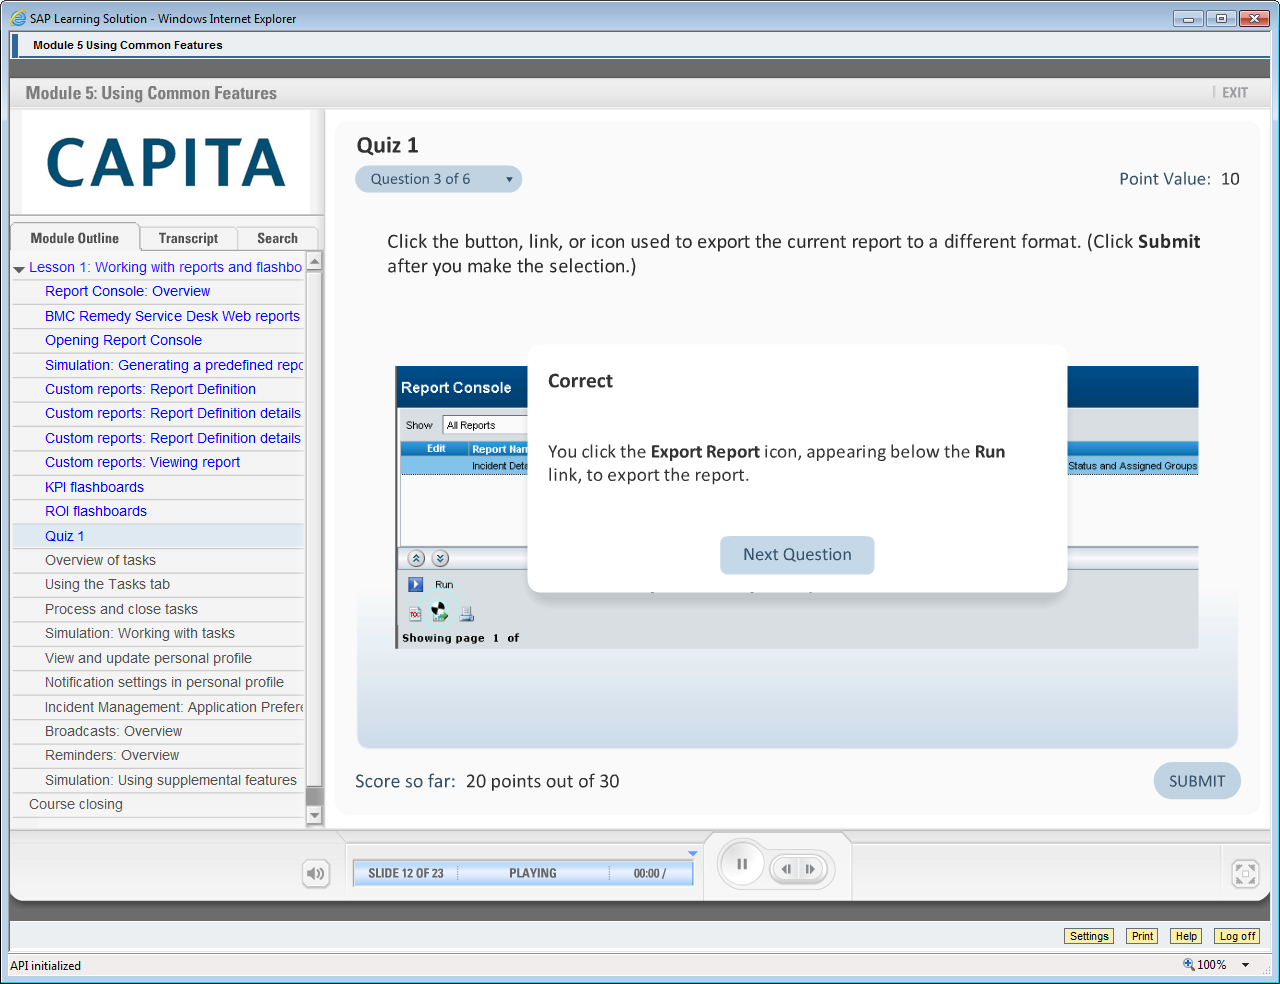 SAP Learning Solution - Windows Internet Explorer
Module 5 Using Common Features
Module 5: Using Common Features
EXIT
CAPITA
Module Outline
Transcript
Search
Lesson 1: Working with reports and flashbo
Report Console: Overview
BMC Remedy Service Desk Web reports
Opening Report Console
Simulation: Generating a predefined repo
Custom reports: Report Definition
Custom reports: Report Definition details
Custom reports: Report Definition details
Custom reports: Viewing report
KPI flashboards
ROI flashboards
Quiz 1
Overview of tasks
Using the Tasks tab
Process and close tasks
Simulation: Working with tasks
View and update personal profile
Notification settings in personal profile
Incident Management: Application Prefere
Broadcasts: Overview
Reminders: Overview
Simulation: Using supplemental features
Course closing
Quiz 1
Question 3 of 6
Point Value: 10
Click the button, link, or icon used to export the current report to a different format. (Click Submit
after you make the selection.)
Report Console
Show All Reports
Edit Report Nam
Incident Deta
Status and Assigned Groups
Run
TOC
Showing page 1 of
Correct
You click the Export Report icon, appearing below the Run
link, to export the report.
Next Question
Score so far: 20 points out of 30
SUBMIT
SLIDE 12 OF 23
PLAYING
00:00 /
Settings
Print
Help
Log off
API initialized
100%